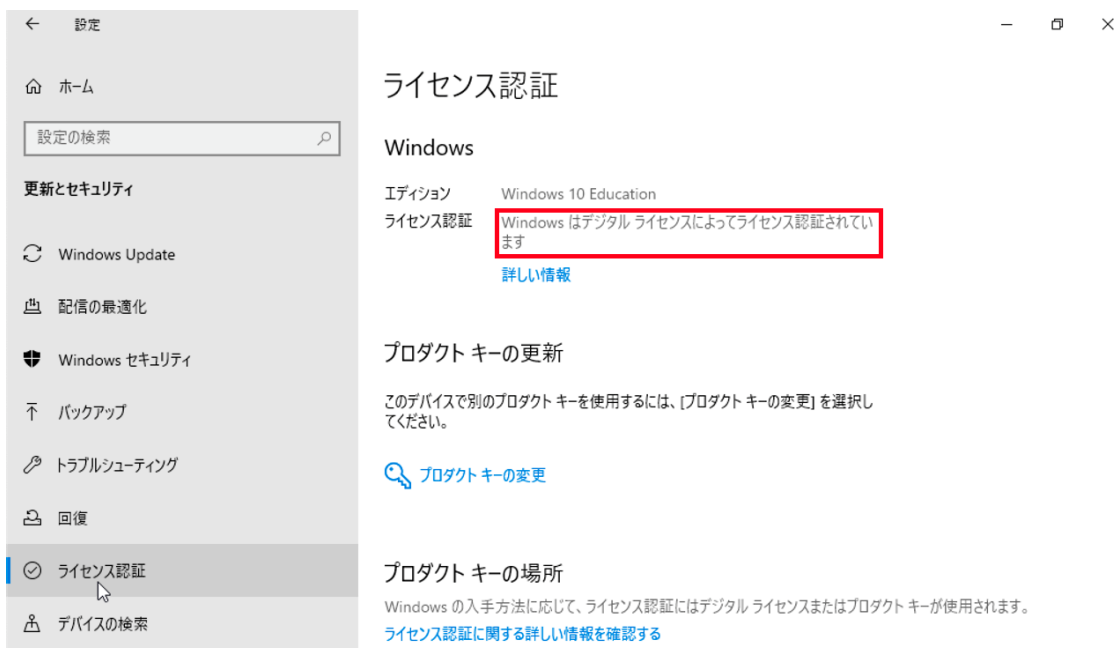 設定
ホーム
設定の検索
更新とセキュリティ
Windows Update
配信の最適化
Windows セキュリティ
バックアップ
トラブルシューティング
回復
ライセンス認証
デバイスの検索
ライセンス認証
Windows
エディション Windows 10 Education
ライセンス認証 Windows はデジタル ライセンスによってライセンス認証されてい
ます
詳しい情報
プロダクト キーの更新
このデバイスで別のプロダクト キーを使用するには、[プロダクト キーの変更] を選択し
てください。
プロダクト キーの変更
プロダクト キーの場所
Windows の入手方法に応じて、ライセンス認証にはデジタル ライセンスまたはプロダクト キーが使用されます。
ライセンス認証に関する詳しい情報を確認する